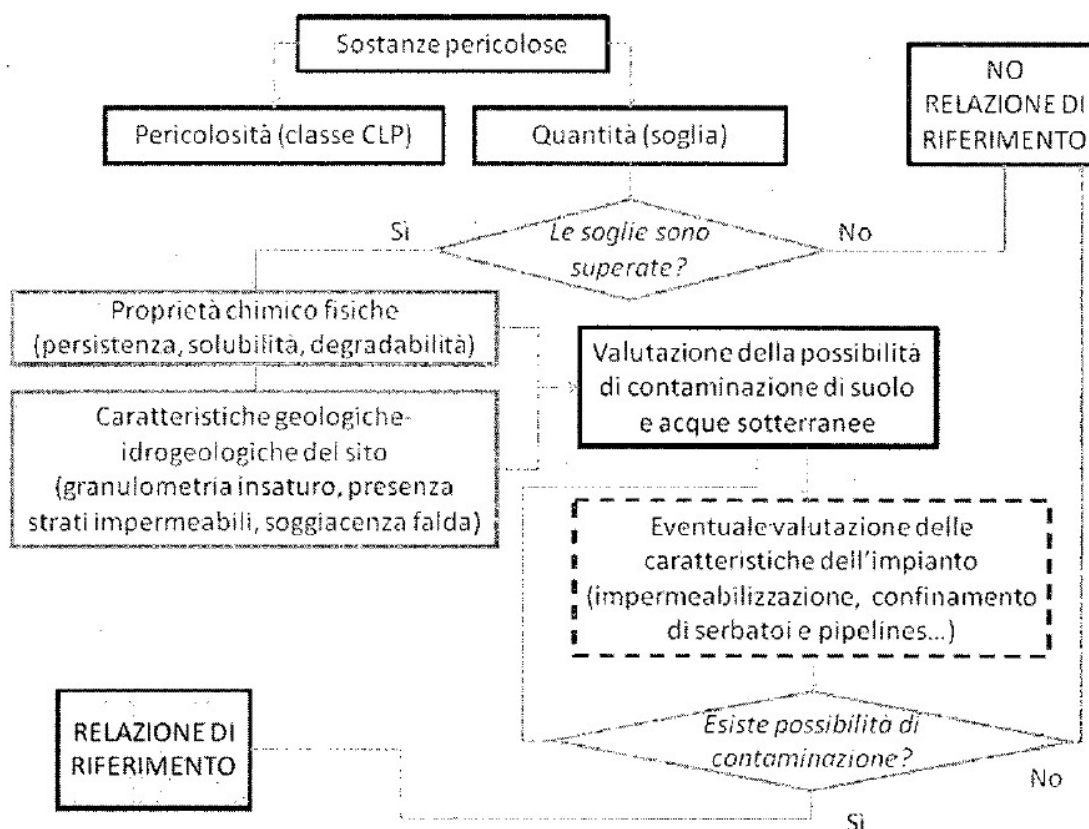 Sostanze pericolose
NO
RELAZIONE DI
RIFERIMENTO
Pericolosità (classe CLP)
Quantità (soglia)
Sì
Le soglie sono
superate?
No
Proprietà chimico fisiche
(persistenza, solubilità, degradabilità)
Valutazione della possibilità
di contaminazione di suolo
e acque sotterranee
Caratteristiche geologiche-
idrogeologiche del sito
(granulometria insaturo, presenza
strati impermeabili, soggiacenza falda)
Eventuale valutazione delle
caratteristiche dell'impianto
(impermeabilizzazione, confinamento
di serbatoi e pipelines...)
RELAZIONE DI
RIFERIMENTO
Esiste possibilità di
contaminazione?
No
Sì